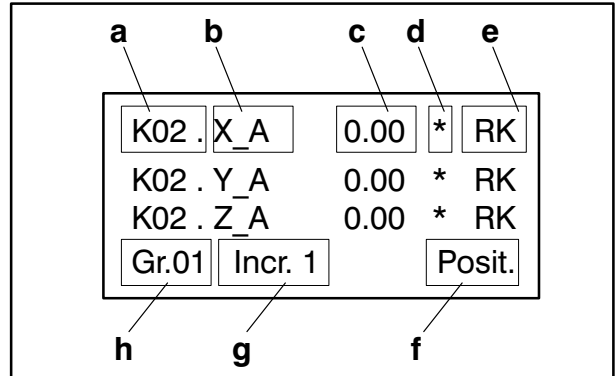 a b c d e
K02 . X_A 0.00 * RK
K02 . Y_A 0.00 * RK
K02 . Z_A 0.00 * RK
Gr.01 Incr. 1 Posit.
h g f